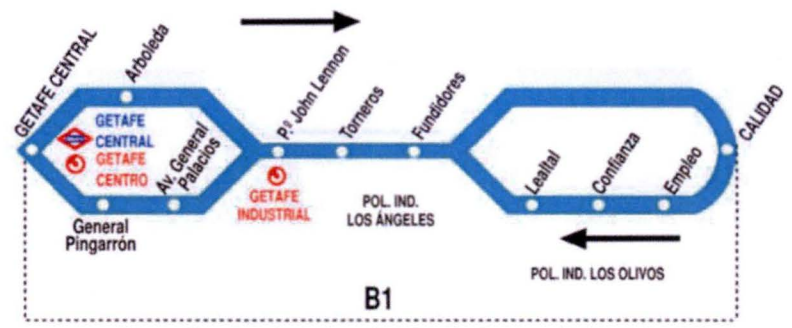 GETAFE CENTRAL
Arboleda
GETAFE
CENTRAL
GETAFE
CENTRO
General
Pingarrón
Av. General
Palacios
P.º John Lennon
GETAFE
INDUSTRIAL
Torneros
Fundidores
POL. IND.
LOS ÁNGELES
Lealtal
Confianza
Empleo
CALIDAD
POL. IND. LOS OLIVOS
B1